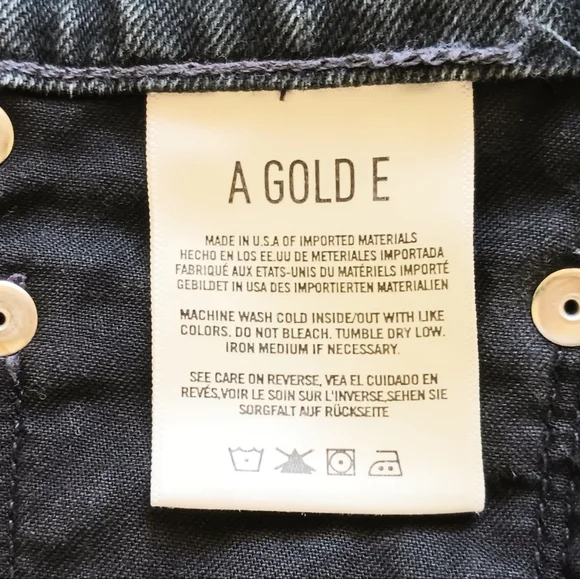 A GOLD E
MADE IN U.S.A OF IMPORTED MATERIALS
HECHO EN LOS EE.UU DE METERIALES IMPORTADA
FABRIQUÉ AUX ETATS-UNIS DU MATÉRIELS IMPORTÉ
GEBILDET IN USA DES IMPORTIERTEN MATERIALIEN
MACHINE WASH COLD INSIDE/OUT WITH LIKE
COLORS. DO NOT BLEACH. TUMBLE DRY LOW.
IRON MEDIUM IF NECESSARY.
SEE CARE ON REVERSE, VEA EL CUIDADO EN
REVÉS,VOIR LE SOIN SUR L'INVERSE,SEHEN SIE
SORGFALT AUF RÜCKSEITE